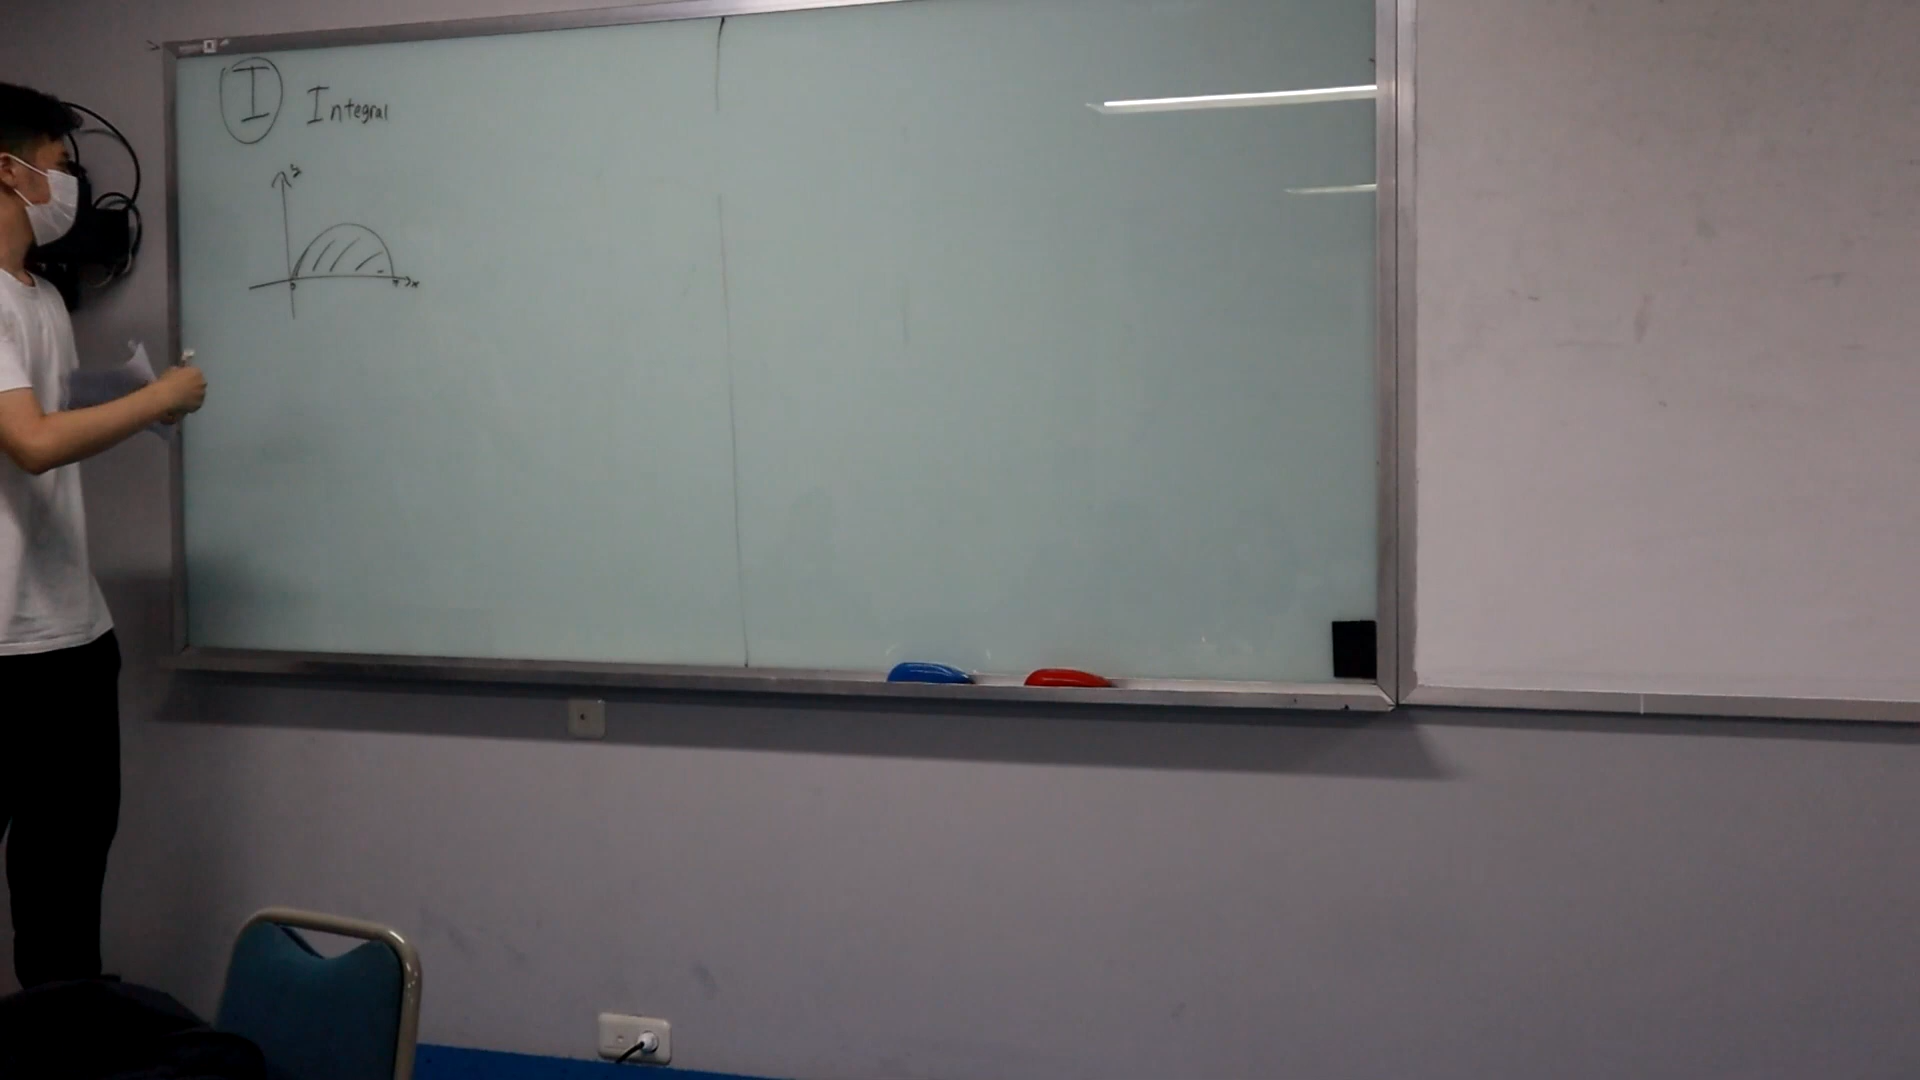 I Integral
y
0 π x